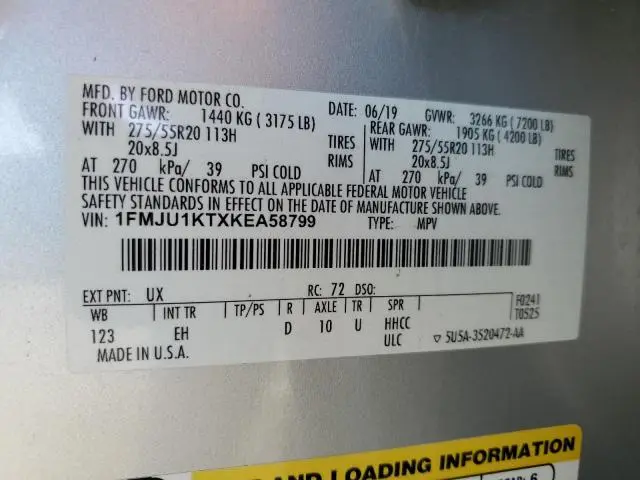 MFD. BY FORD MOTOR CO.
DATE: 06/19 GVWR: 3266 KG ( 7200 LB)
FRONT GAWR: 1440 KG ( 3175 LB)
REAR GAWR: 1905 KG ( 4200 LB)
WITH 275/55R20 113H TIRES
WITH 275/55R20 113H TIRES
20x8.5J RIMS
20x8.5J RIMS
AT 270 kPa/ 39 PSI COLD
AT 270 kPa/ 39 PSI COLD
THIS VEHICLE CONFORMS TO ALL APPLICABLE FEDERAL MOTOR VEHICLE
SAFETY STANDARDS IN EFFECT ON THE DATE OF MANUFACTURE SHOWN ABOVE.
VIN: 1FMJU1KTXKEA58799 TYPE: MPV
EXT PNT: UX RC: 72 DSO:
WB INT TR TP/PS R AXLE TR SPR F0241
T0525
123 EH D 10 U HHCC
ULC ▽ 5U5A-3520472-AA
MADE IN U.S.A.
AND LOADING INFORMATION
6